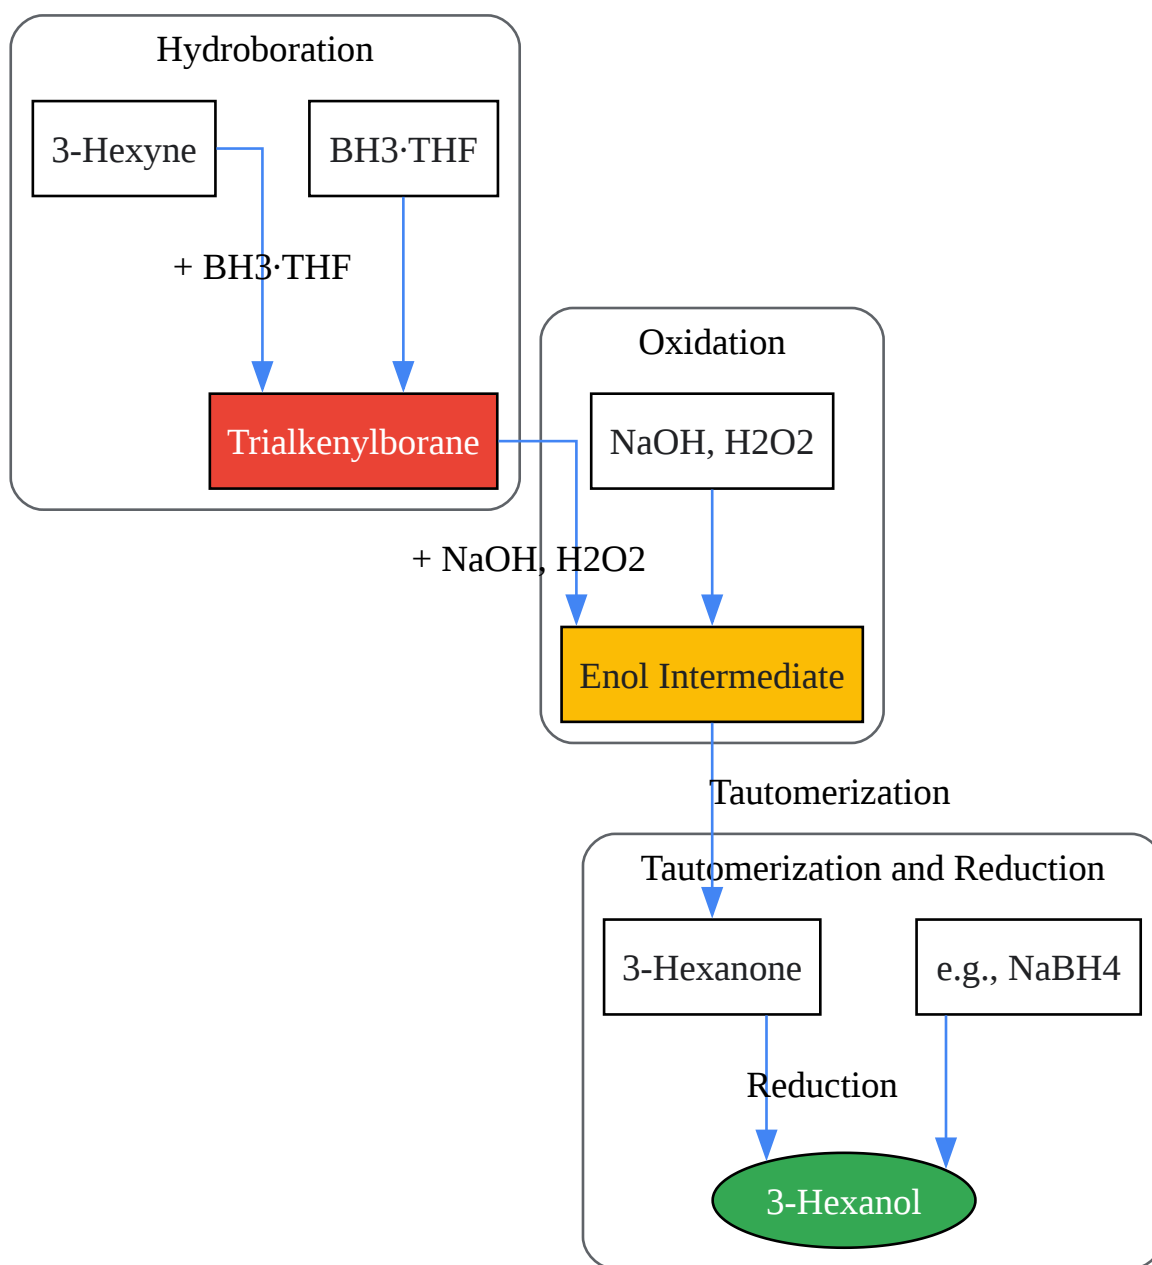 Hydroboration
3-Hexyne
BH3·THF
+ BH3·THF
Trialkenylborane
Oxidation
NaOH, H2O2
+ NaOH, H2O2
Enol Intermediate
Tautomerization
Tautomerization and Reduction
3-Hexanone
e.g., NaBH4
Reduction
3-Hexanol